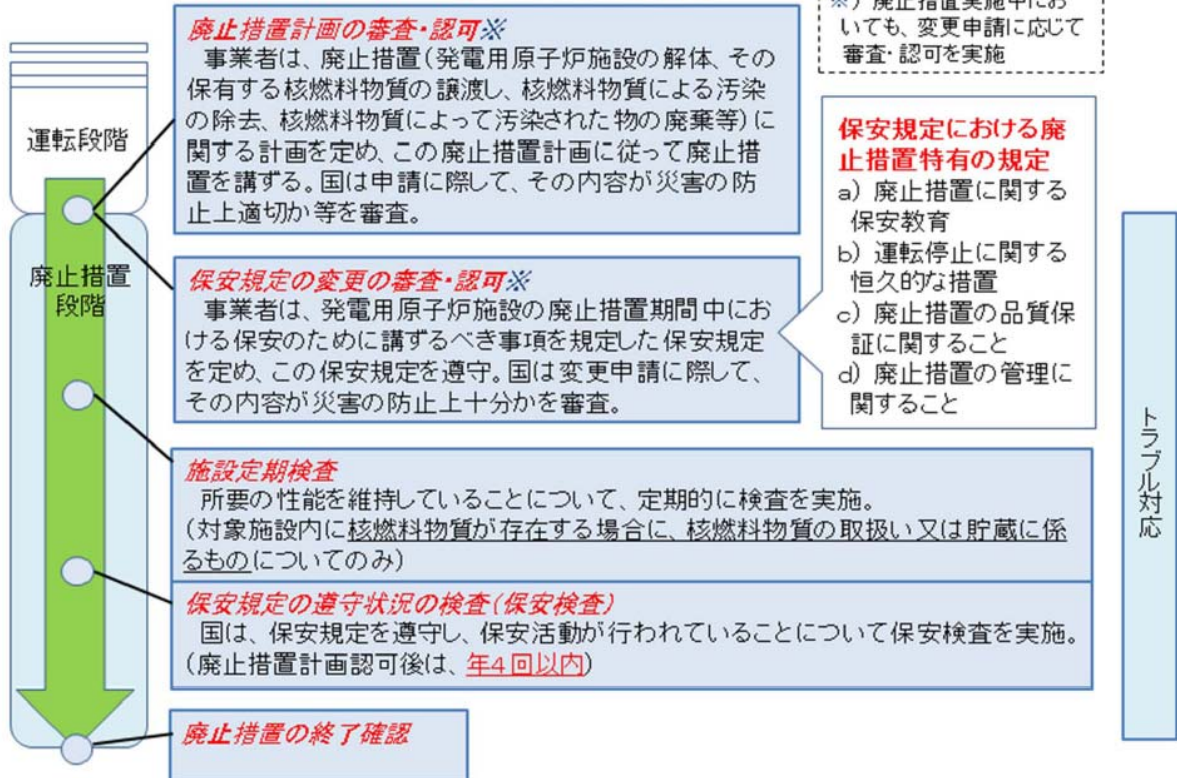 ※）廃止措置実施中にお
いても、変更申請に応じて
審査・認可を実施
運転段階
廃止措置
段階
廃止措置計画の審査・認可※
事業者は、廃止措置(発電用原子炉施設の解体、その
保有する核燃料物質の譲渡し、核燃料物質による汚染
の除去、核燃料物質によって汚染された物の廃棄等)に
関する計画を定め、この廃止措置計画に従って廃止措
置を講ずる。国は申請に際して、その内容が災害の防
止上適切か等を審査。
保安規定の変更の審査・認可※
事業者は、発電用原子炉施設の廃止措置期間中にお
ける保安のために講ずるべき事項を規定した保安規定
を定め、この保安規定を遵守。国は変更申請に際して、
その内容が災害の防止上十分かを審査。
保安規定における廃
止措置特有の規定
a）廃止措置に関する
保安教育
b）運転停止に関する
恒久的な措置
c）廃止措置の品質保
証に関すること
d）廃止措置の管理に
関すること
施設定期検査
所要の性能を維持していることについて、定期的に検査を実施。
(対象施設内に核燃料物質が存在する場合に、核燃料物質の取扱い又は貯蔵に係
るものについてのみ)
保安規定の遵守状況の検査(保安検査)
国は、保安規定を遵守し、保安活動が行われていることについて保安検査を実施。
(廃止措置計画認可後は、年4回以内)
廃止措置の終了確認
トラブル対応